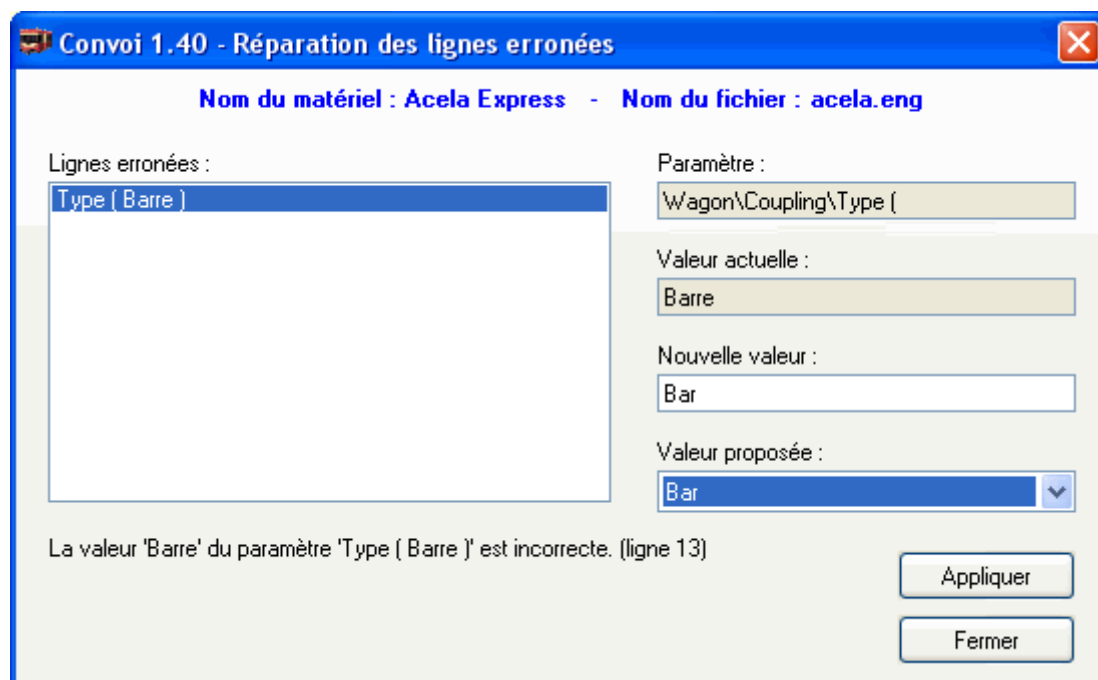 Convoi 1.40 - Réparation des lignes erronées
Nom du matériel : Acela Express - Nom du fichier : acela.eng
Lignes erronées :
Type ( Barre )
Paramètre :
Wagon\Coupling\Type (
Valeur actuelle :
Barre
Nouvelle valeur :
Bar
Valeur proposée :
Bar
La valeur 'Barre' du paramètre 'Type ( Barre )' est incorrecte. (ligne 13)
Appliquer
Fermer